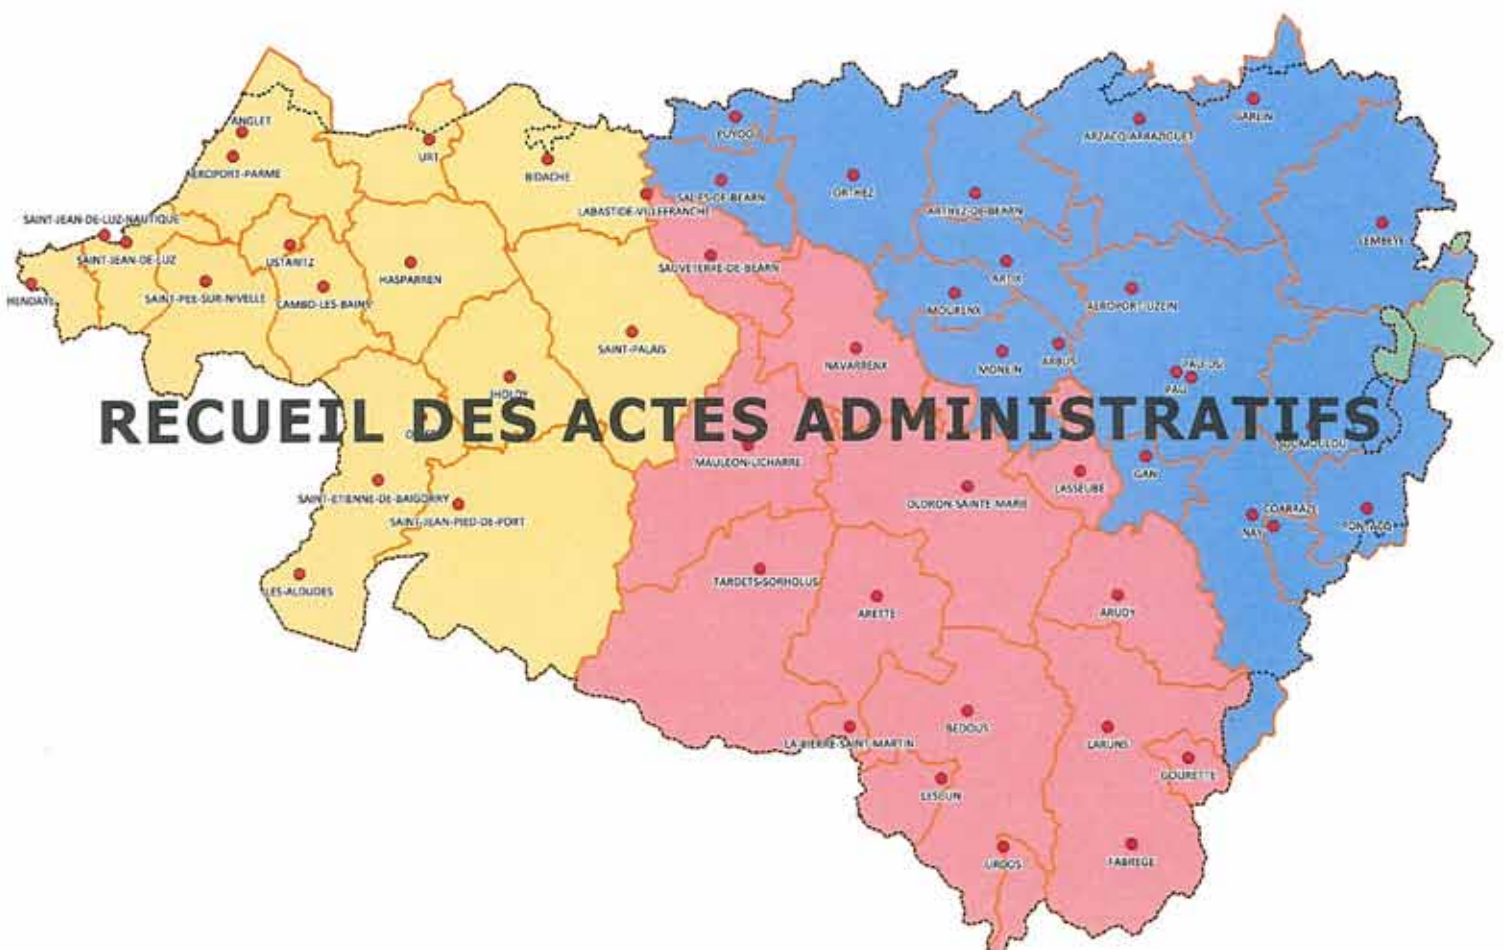 ANGLET
AEROPORT-PARME
URT
BIDACHE
PUYOO
SALIES-DE-BEARN
ORTHEZ
ARTHEZ-DE-BEARN
ARZACQ-ARRAZIGUET
GARLIN
LEMBEYE
LABASTIDE-VILLEFRANCHE
SAINT-JEAN-DE-LUZ-NAUTIQUE
SAINT-JEAN-DE-LUZ
HENDAYE
SAINT-PEE-SUR-NIVELLE
USTARITZ
CAMBO-LES-BAINS
HASPARREN
SAUVETERRE-DE-BEARN
ARTIX
MOURENX
AEROPORT-UZEIN
SAINT-PALAIS
NAVARRENX
MONEIN
ARBUS
PAU
IHOLDY
RECUEIL DES ACTES ADMINISTRATIFS
MAULEON-LICHARRE
GAN
LASSEUBE
OLORON-SAINTE-MARIE
SAINT-ETIENNE-DE-BAIGORRY
SAINT-JEAN-PIED-DE-PORT
COARRAZE
NAY
PONTACQ
LES-ALDUDES
TARDETS-SORHOLUS
ARETTE
ARUDY
BEDOUS
LARUNS
LA-PIERRE-SAINT-MARTIN
GOURETTE
LESCUN
URDOS
FABREGE